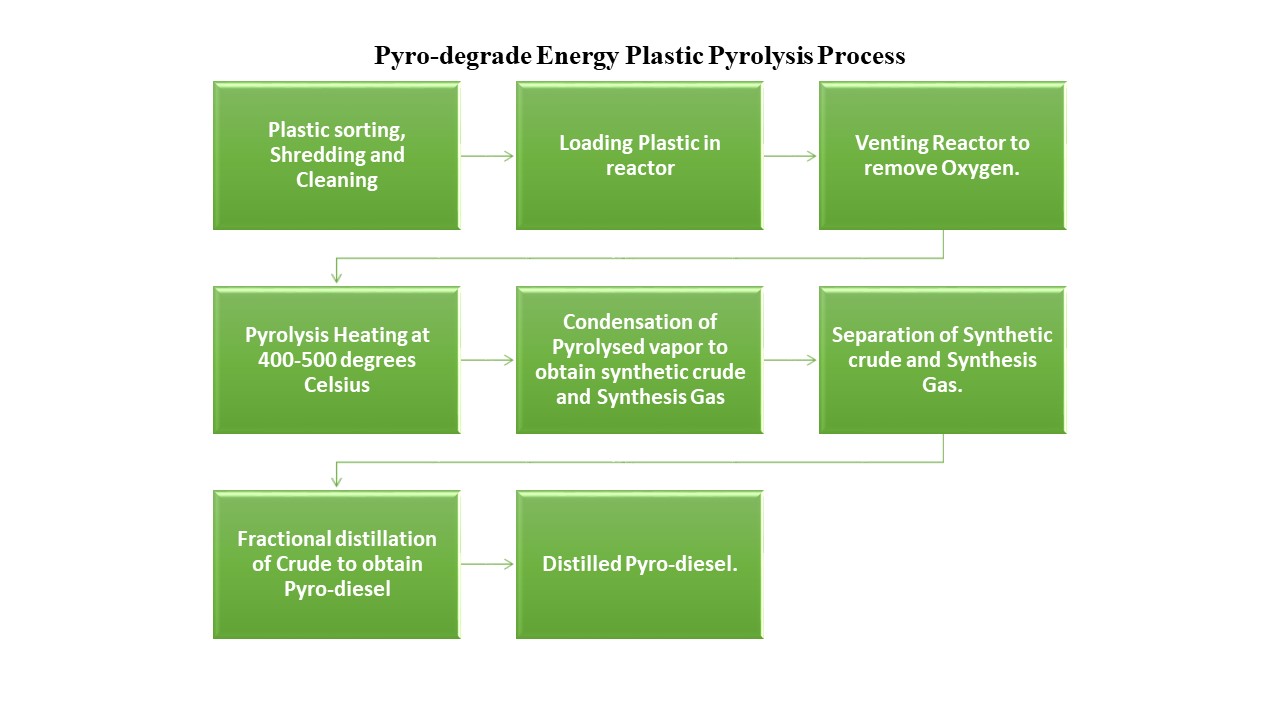 Pyro-degrade Energy Plastic Pyrolysis Process
Plastic sorting,
Shredding and
Cleaning
Loading Plastic in
reactor
Venting Reactor to
remove Oxygen.
Pyrolysis Heating at
400-500 degrees
Celsius
Condensation of
Pyrolysed vapor to
obtain synthetic crude
and Synthesis Gas
Separation of Synthetic
crude and Synthesis
Gas.
Fractional distillation
of Crude to obtain
Pyro-diesel
Distilled Pyro-diesel.